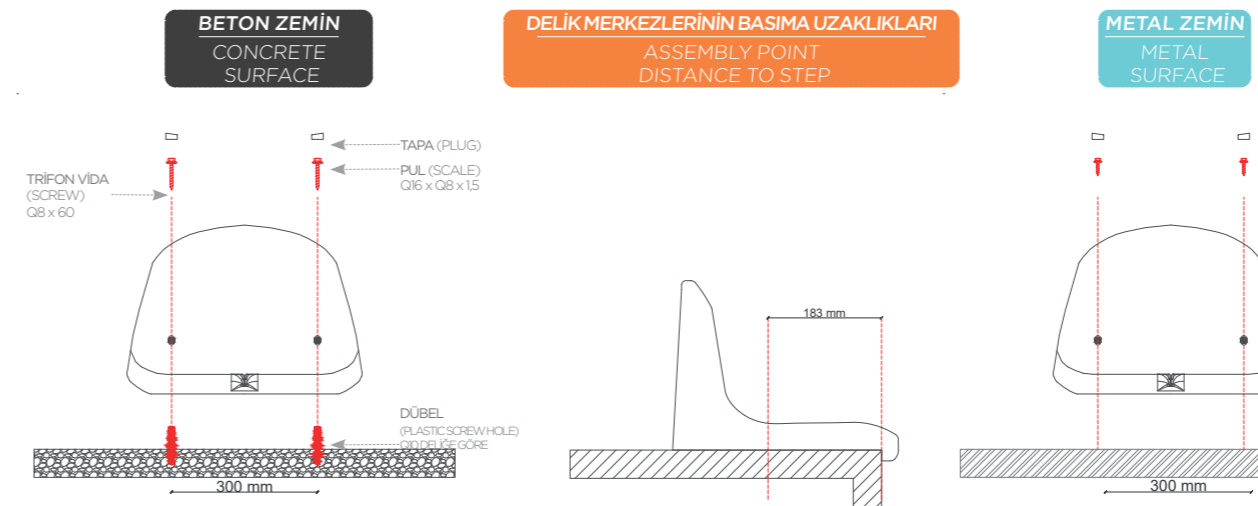 BETON ZEMİN
CONCRETE
SURFACE
DELİK MERKEZLERİNİN BASIMA UZAKLIKLARI
ASSEMBLY POINT
DISTANCE TO STEP
METAL ZEMİN
METAL
SURFACE
TAPA (PLUG)
PUL (SCALE)
Q16 x Q8 x 1,5
TRİFON VİDA
(SCREW)
Q8 x 60
183 mm
DÜBEL
(PLASTIC SCREW HOLE)
Q10 DELİĞE GÖRE
300 mm
300 mm